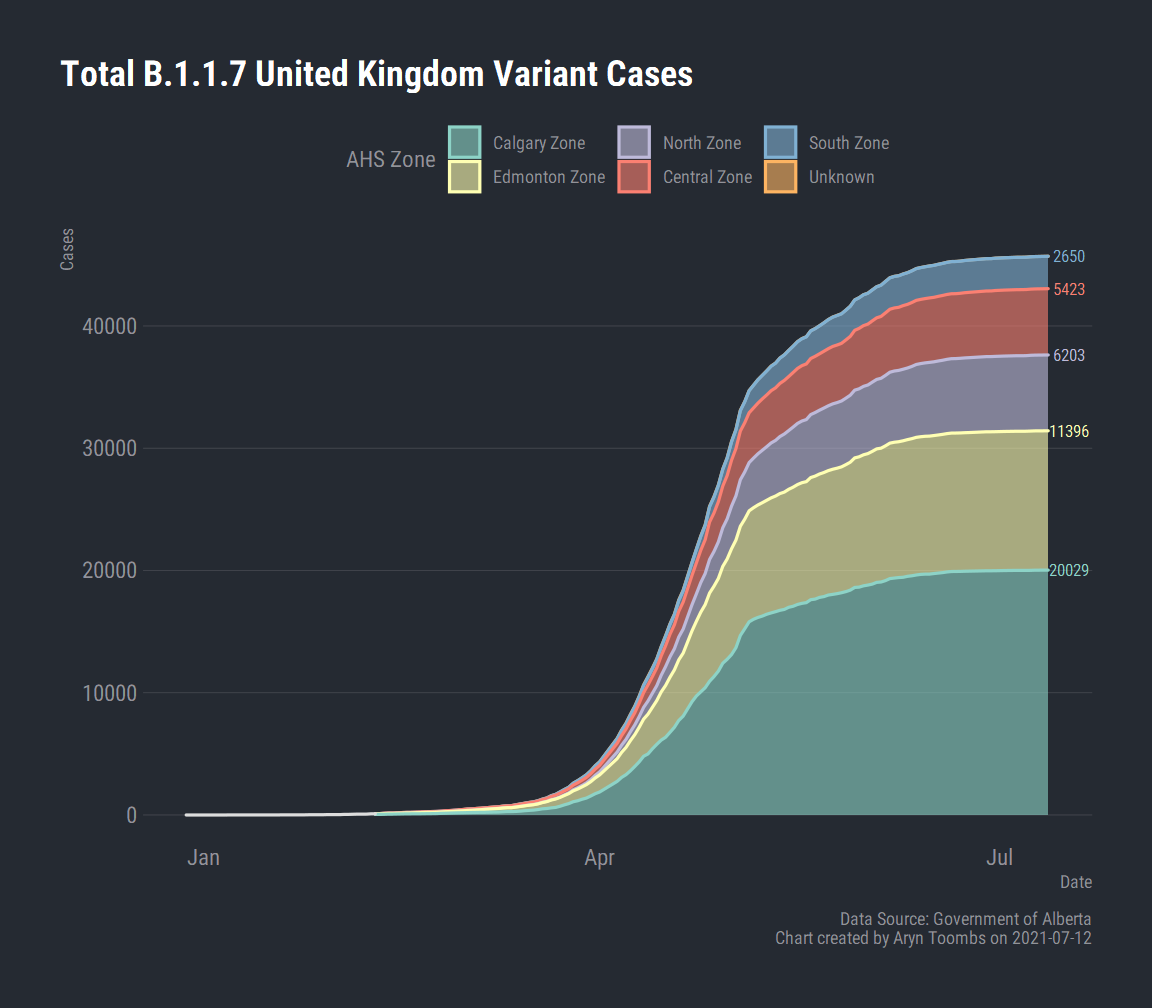 Total B.1.1.7 United Kingdom Variant Cases
AHS Zone
Calgary Zone
North Zone
South Zone
Edmonton Zone
Central Zone
Unknown
Cases
2650
5423
40000
6203
11396
30000
20000
20029
10000
0
Jan
Apr
Jul
Date
Data Source: Government of Alberta
Chart created by Aryn Toombs on 2021-07-12